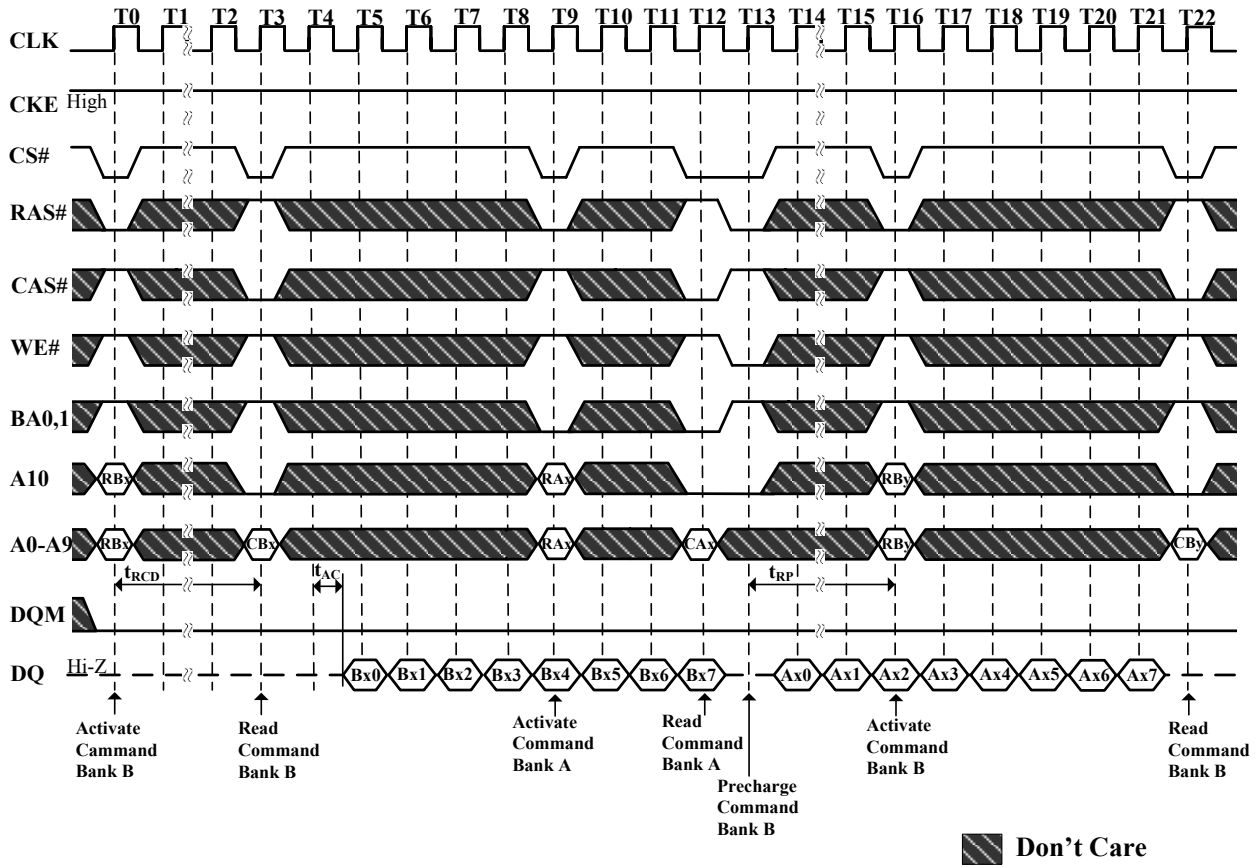 T0 T1 T2 T3 T4 T5 T6 T7 T8 T9 T10 T11 T12 T13 T14 T15 T16 T17 T18 T19 T20 T21 T22
CLK
CKE High
CS#
RAS#
CAS#
WE#
BA0,1
A10 RBx RAx RBy
A0-A9 RBx CBx RAx CAx RBy CBy
tRCD tAC tRP
DQM
DQ Hi-Z Bx0 Bx1 Bx2 Bx3 Bx4 Bx5 Bx6 Bx7 Ax0 Ax1 Ax2 Ax3 Ax4 Ax5 Ax6 Ax7
Activate
Cammand
Bank B
Read
Command
Bank B
Activate
Command
Bank A
Read
Command
Bank A
Precharge
Command
Bank B
Activate
Command
Bank B
Read
Command
Bank B
Don't Care